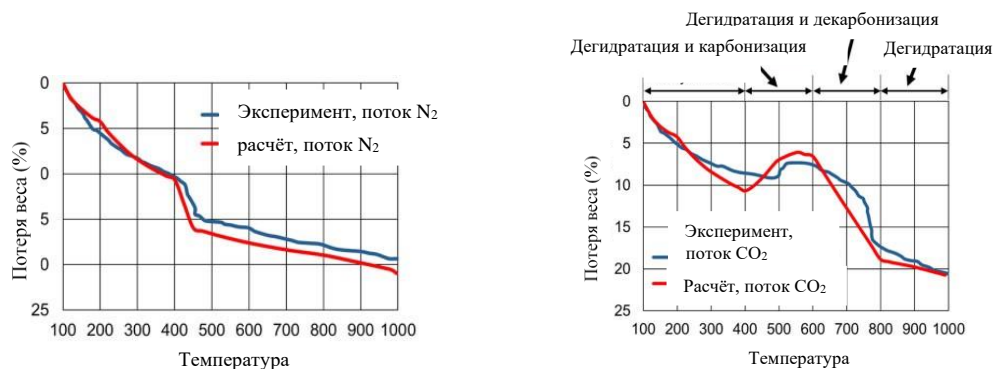 0
5
0
5
0
25
Потеря веса (%)
Эксперимент, поток N₂
расчёт, поток N₂
100 200 300 400 500 600 700 800 900 1000
Температура
Дегидратация и декарбонизация
Дегидратация и карбонизация
Дегидратация
0
5
10
15
20
25
Потеря веса (%)
Эксперимент,
поток CO₂
Расчёт, поток CO₂
100 200 300 400 500 600 700 800 900 1000
Температура